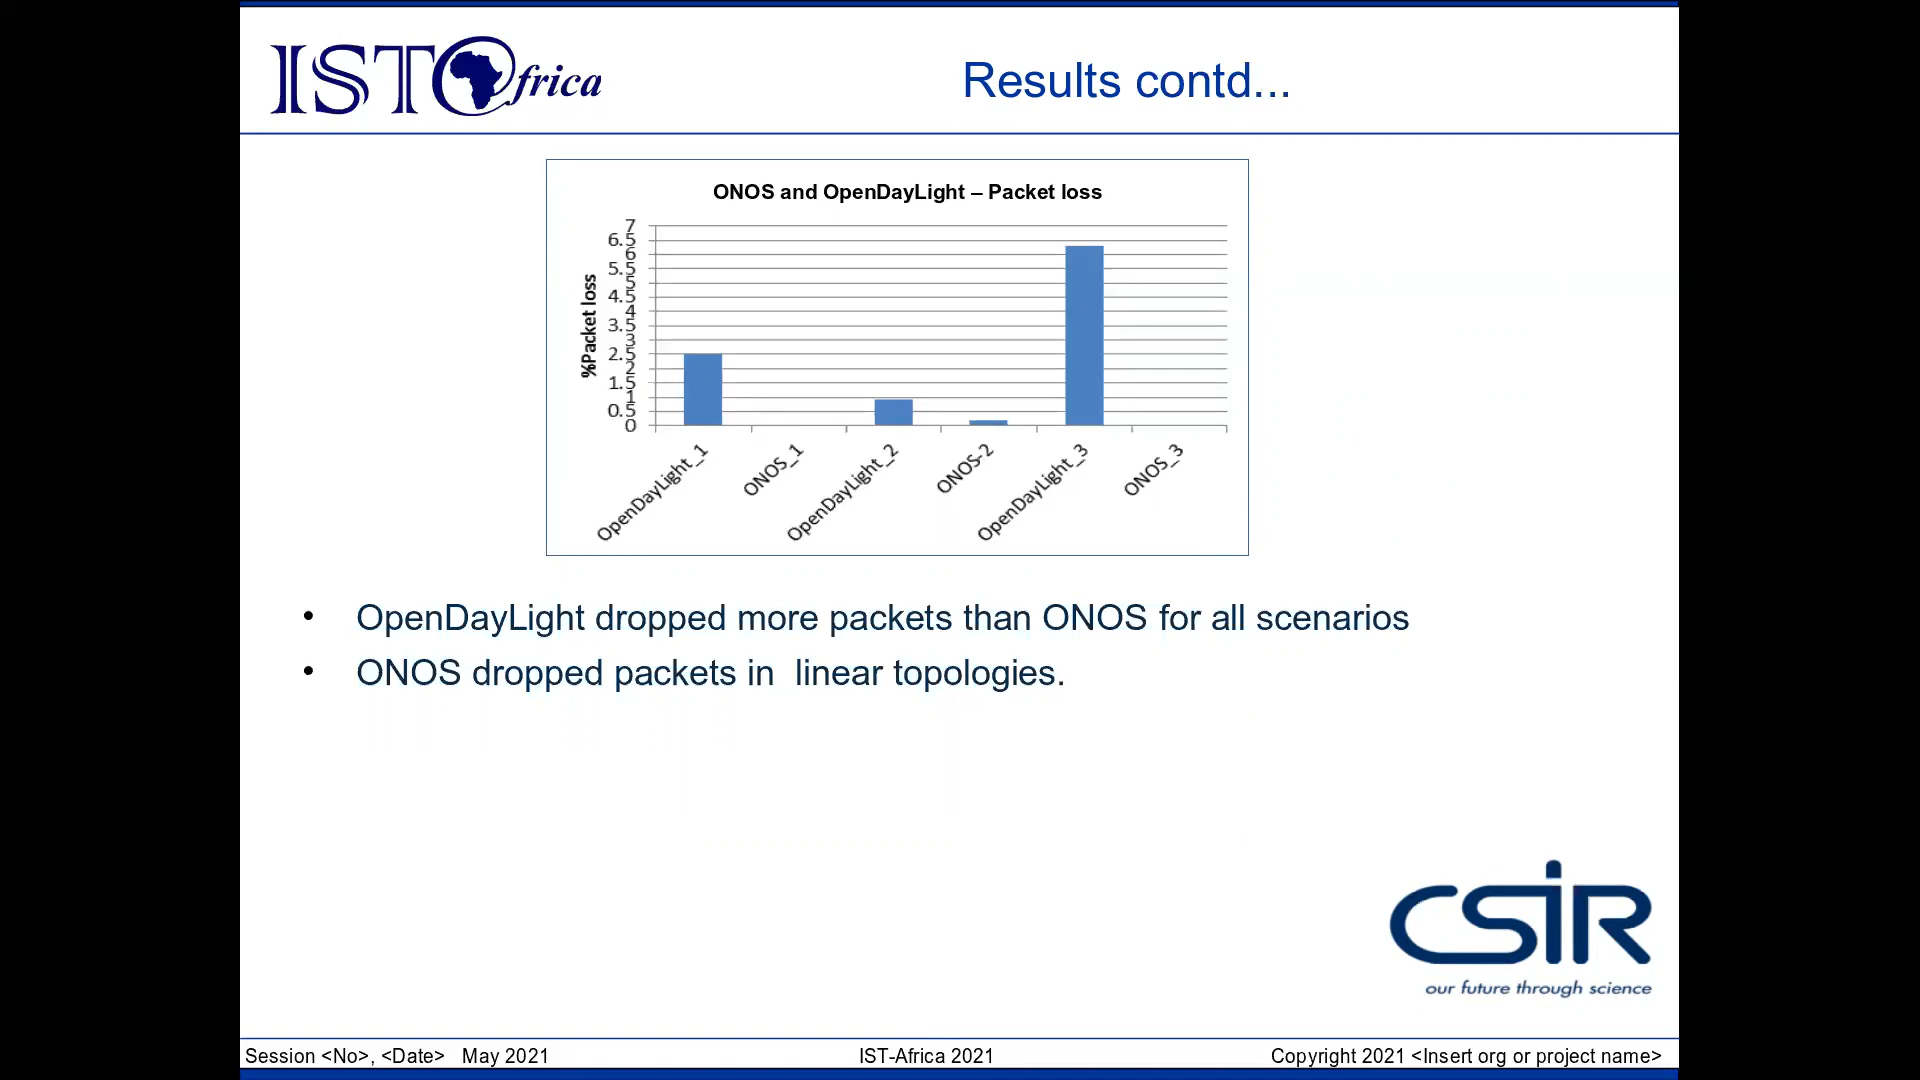 IST@frica
Results contd...
ONOS and OpenDayLight – Packet loss
%Packet loss
7
6.5
6
5.5
5
4.5
4
3.5
3
2.5
2
1.5
1
0.5
0
OpenDayLight_1
ONOS_1
OpenDayLight_2
ONOS-2
OpenDayLight_3
ONOS_3
• OpenDayLight dropped more packets than ONOS for all scenarios
• ONOS dropped packets in  linear topologies.
CSIR
our future through science
Session <No>, <Date>   May 2021
IST-Africa 2021
Copyright 2021 <Insert org or project name>